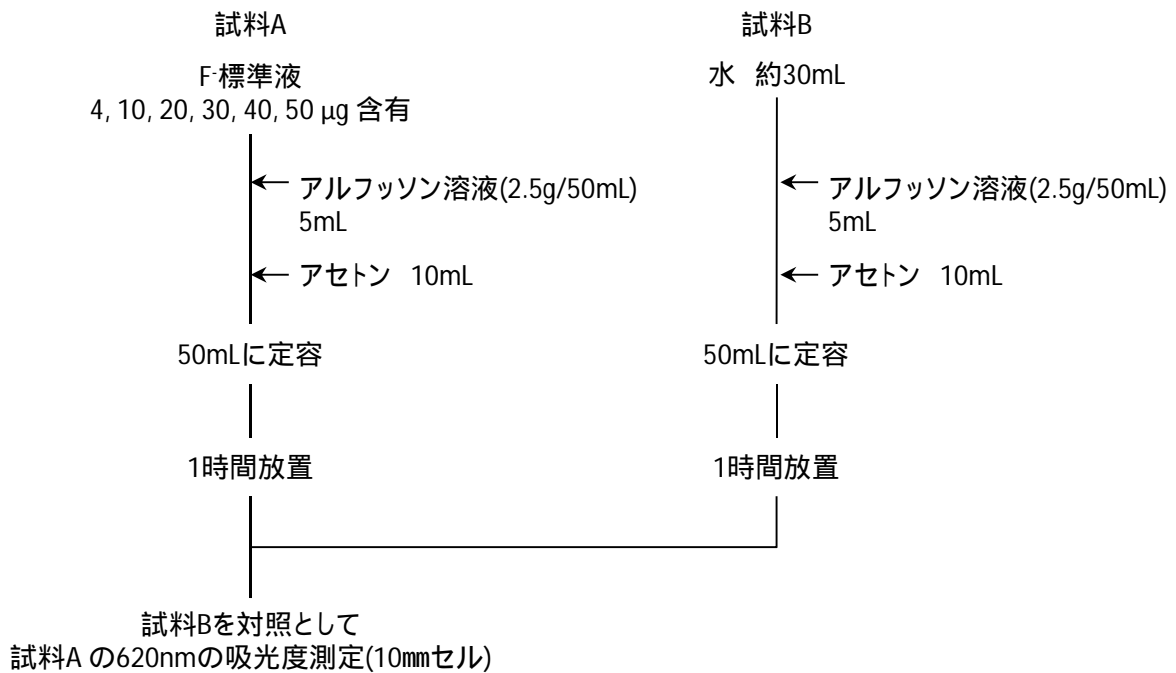 試料A
F⁻標準液
4, 10, 20, 30, 40, 50 µg 含有
アルフッソン溶液(2.5g/50mL)
5mL
アセトン 10mL
50mLに定容
1時間放置
試料B
水 約30mL
アルフッソン溶液(2.5g/50mL)
5mL
アセトン 10mL
50mLに定容
1時間放置
試料Bを対照として
試料A の620nmの吸光度測定(10㎜セル)